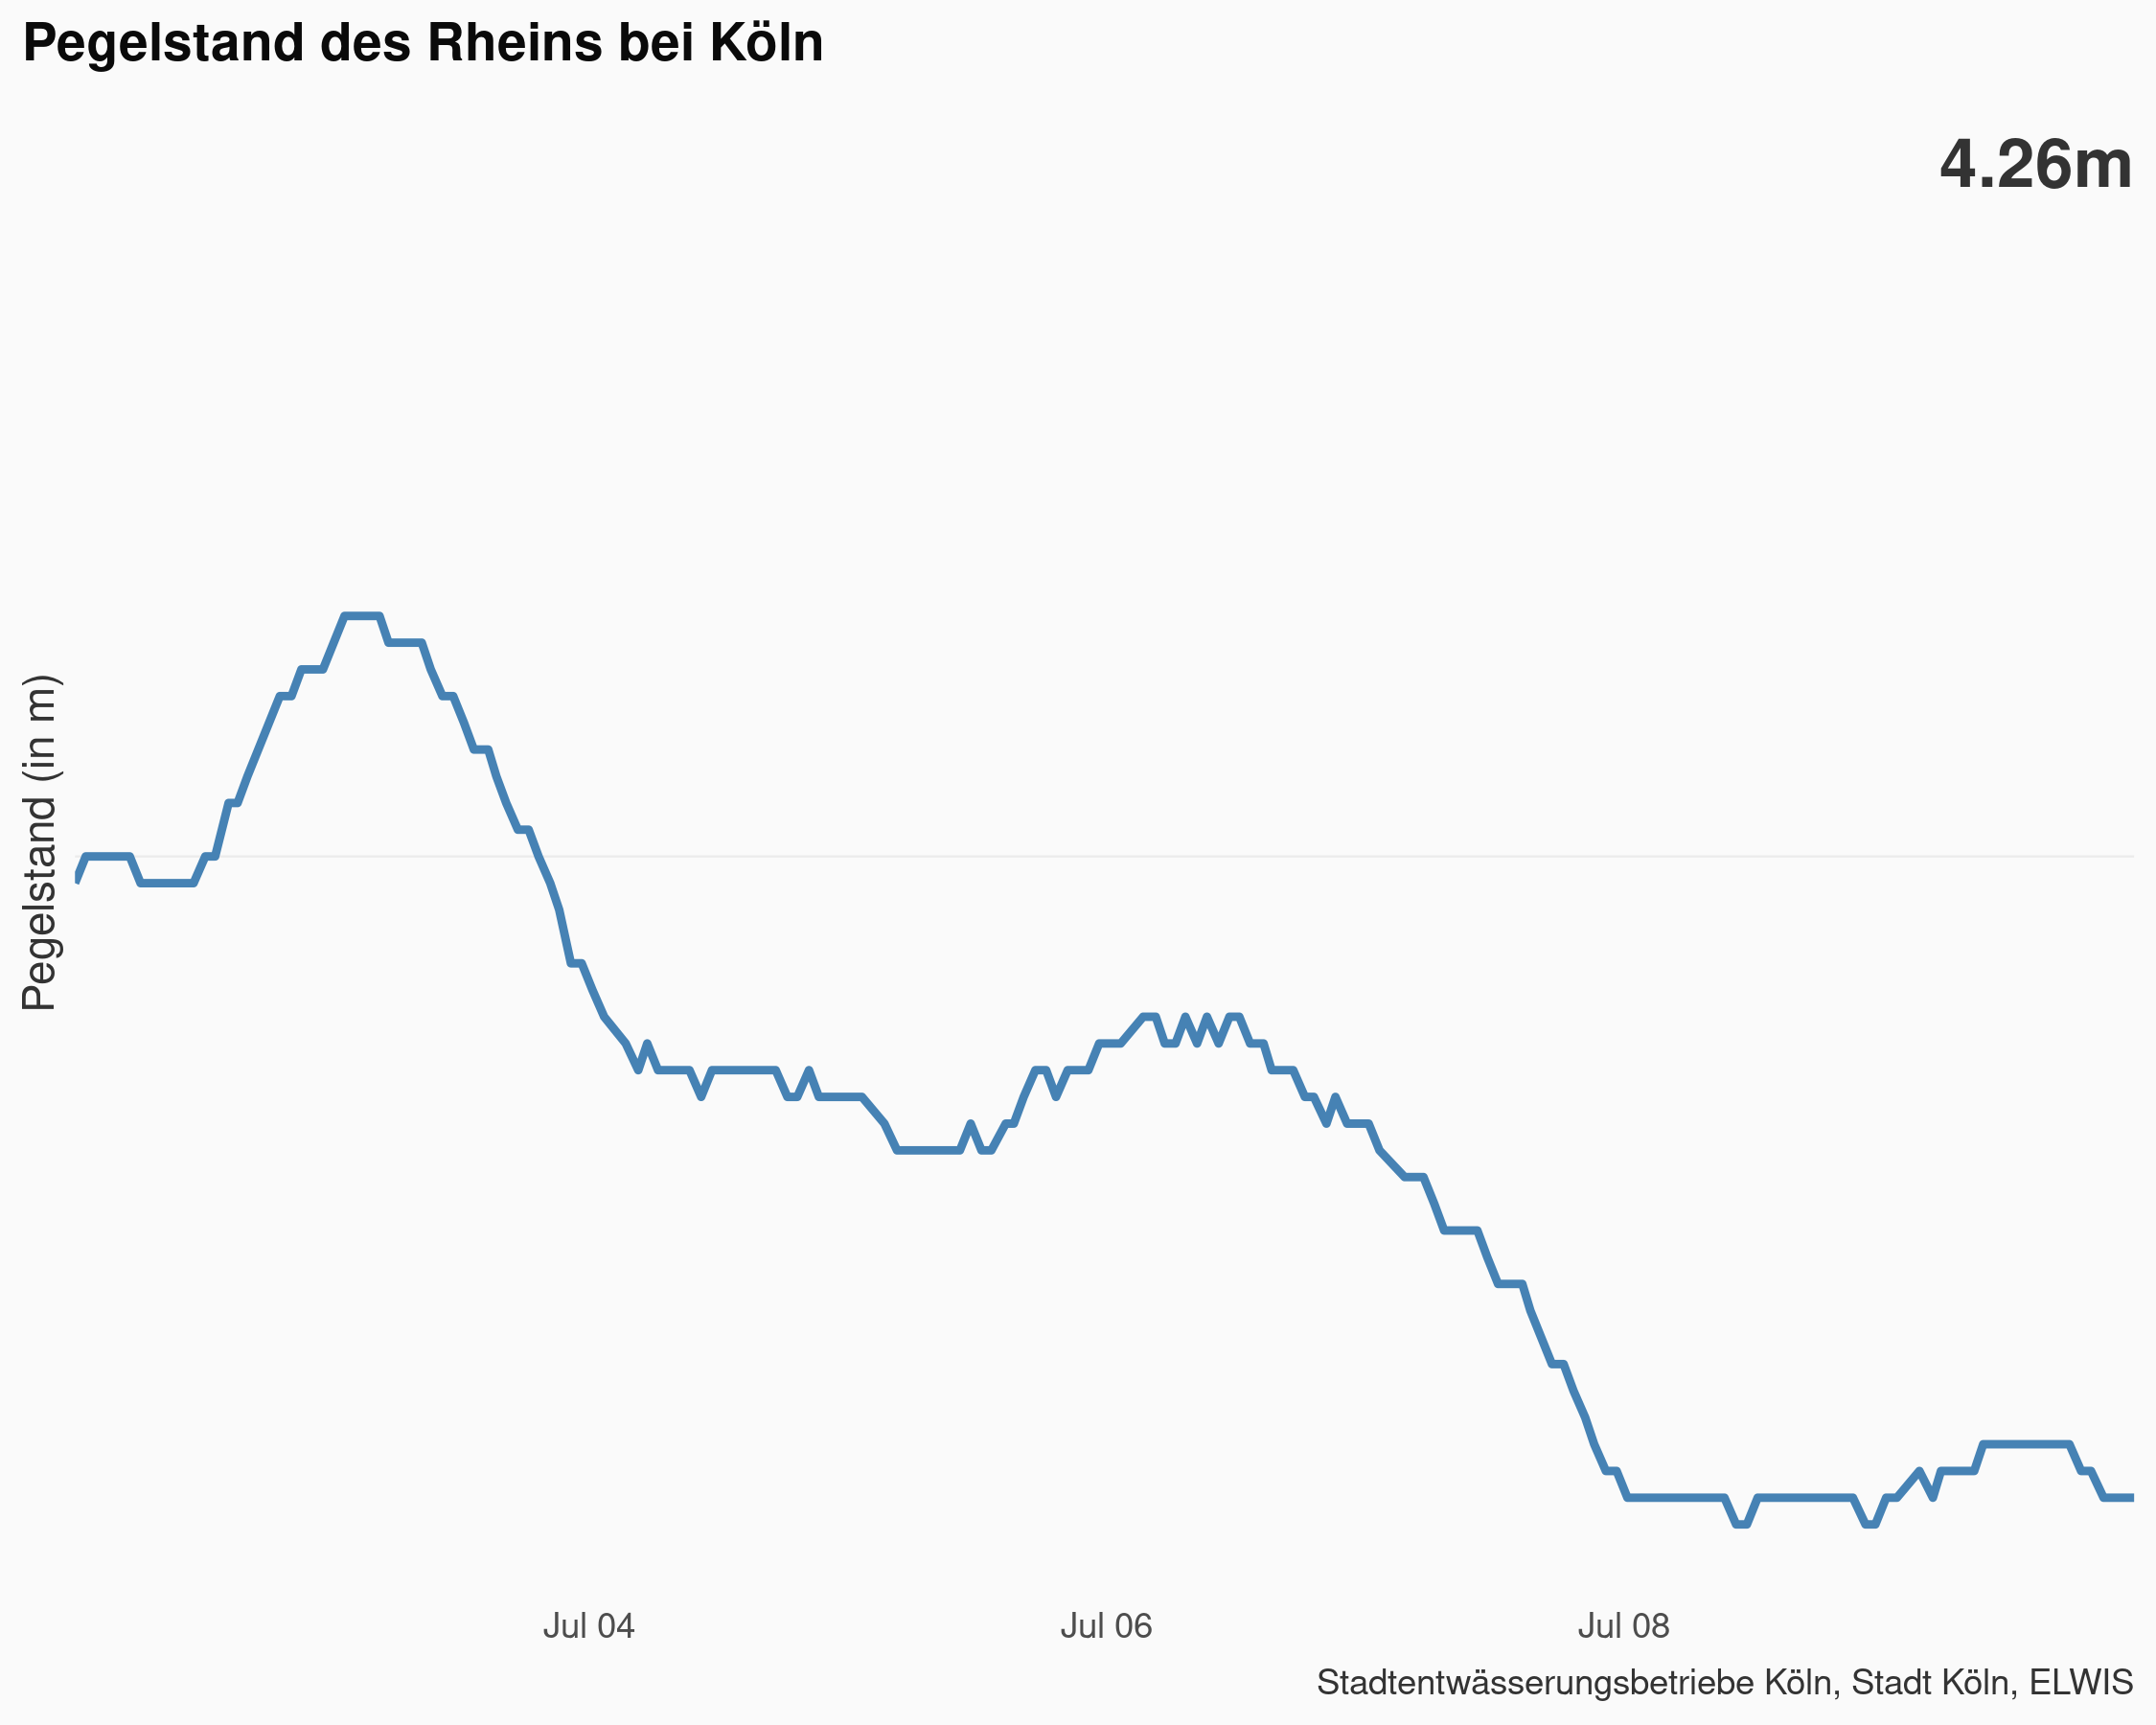 Pegelstand des Rheins bei Köln
4.26m
Pegelstand (in m)
Jul 04
Jul 06
Jul 08
Stadtentwässerungsbetriebe Köln, Stadt Köln, ELWIS